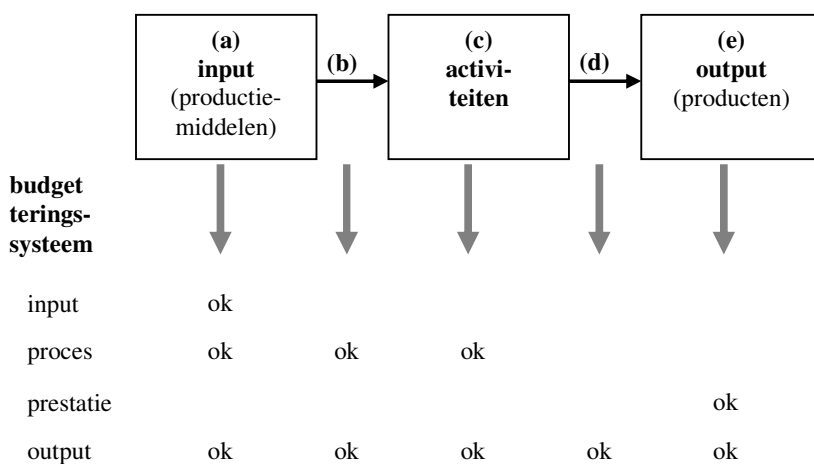 (a)
input
(productie-
middelen)
(b)
(c)
activi-
teiten
(d)
(e)
output
(producten)
budget
terings-
systeem
input ok
proces ok ok ok
prestatie ok
output ok ok ok ok ok